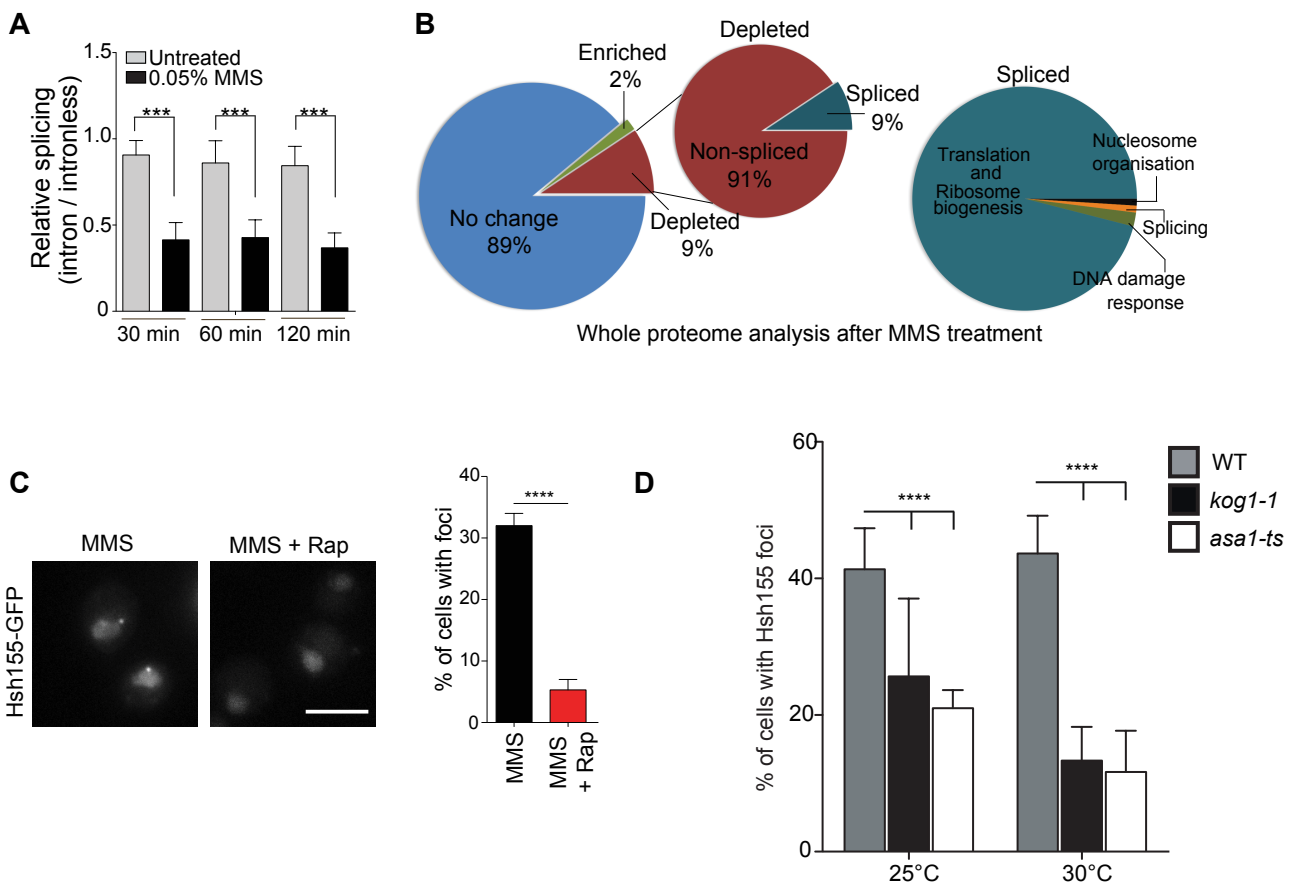 A
1.5
1.0
0.5
0
Relative splicing
(intron / intronless)
Untreated
0.05% MMS
***
***
***
30 min
60 min
120 min
B
Enriched
2%
No change
89%
Depleted
9%
Depleted
Non-spliced
91%
Spliced
9%
Spliced
Translation
and
Ribosome
biogenesis
Nucleosome
organisation
Splicing
DNA damage
response
Whole proteome analysis after MMS treatment
C
Hsh155-GFP
MMS
MMS + Rap
% of cells with foci
40
30
20
10
0
****
MMS
MMS
+ Rap
D
% of cells with Hsh155 foci
60
40
20
0
****
****
25°C
30°C
WT
kog1-1
asa1-ts